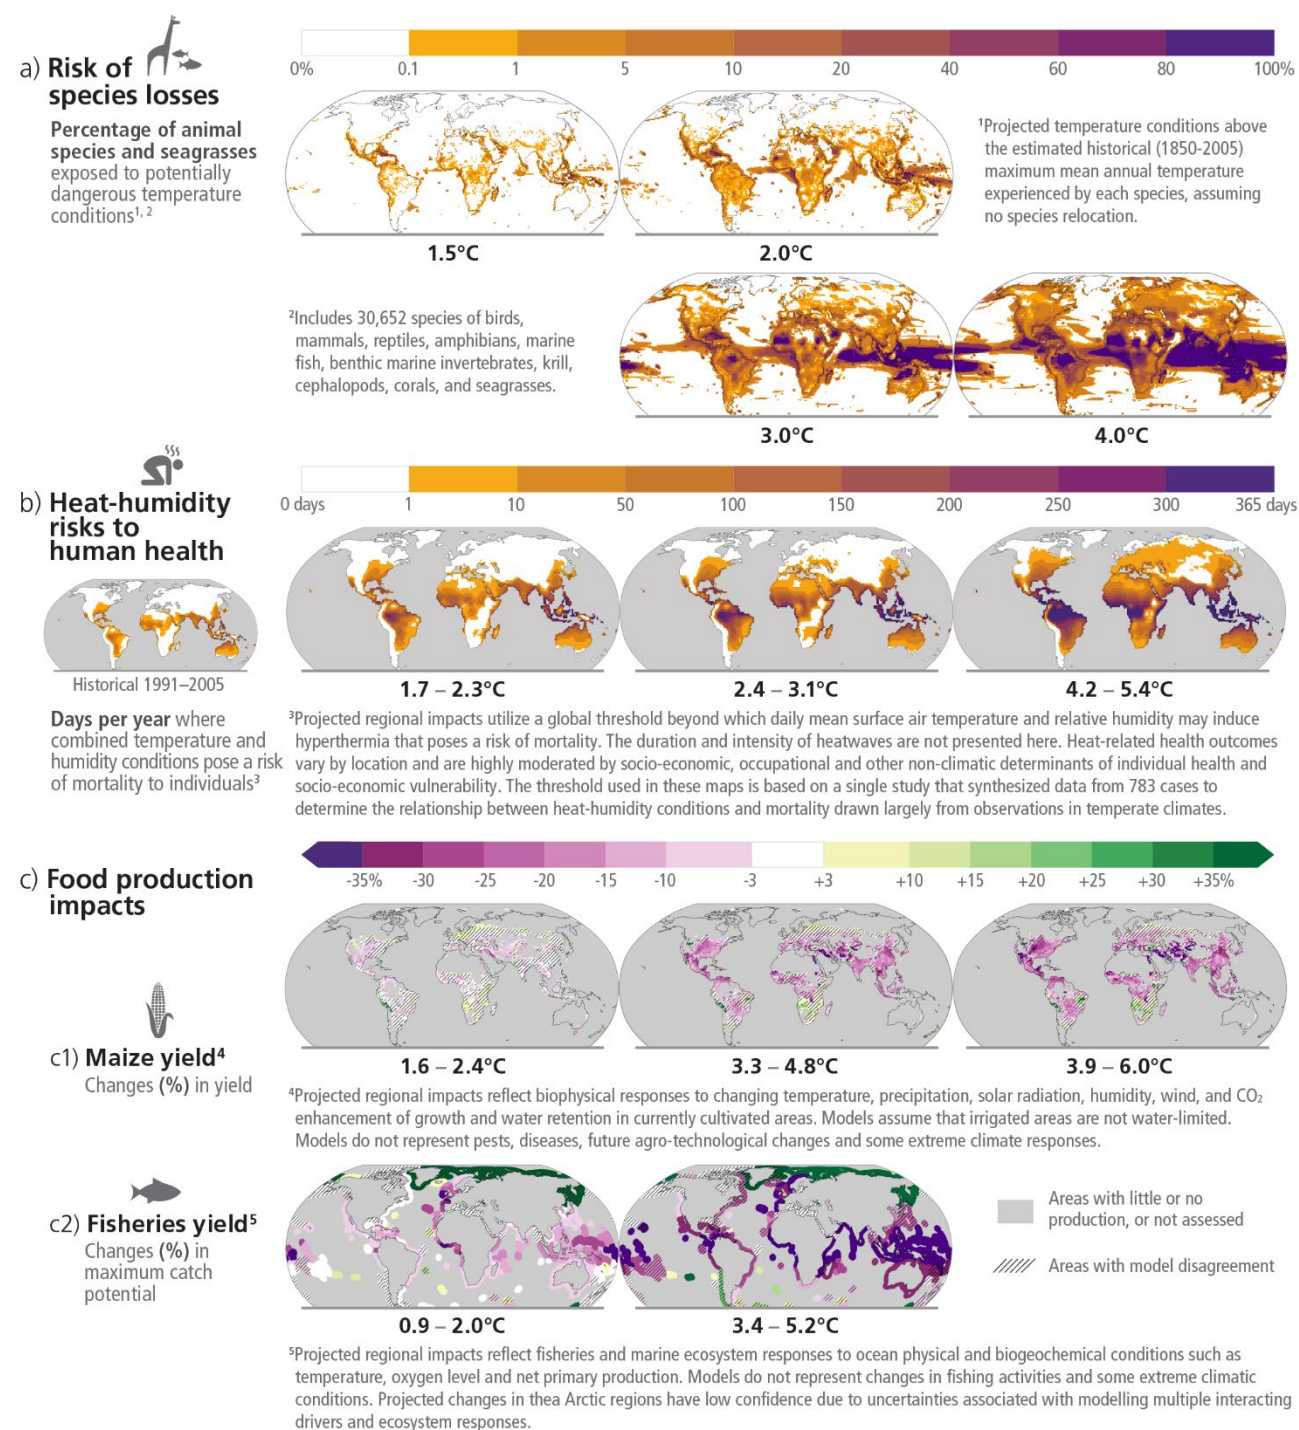 a) Risk of
species losses
Percentage of animal
species and seagrasses
exposed to potentially
dangerous temperature
conditions¹, ²
0% 0.1 1 5 10 20 40 60 80 100%
¹Projected temperature conditions above
the estimated historical (1850-2005)
maximum mean annual temperature
experienced by each species, assuming
no species relocation.
1.5°C 2.0°C
²Includes 30,652 species of birds,
mammals, reptiles, amphibians, marine
fish, benthic marine invertebrates, krill,
cephalopods, corals, and seagrasses.
3.0°C 4.0°C
b) Heat-humidity
risks to
human health
0 days 1 10 50 100 150 200 250 300 365 days
Historical 1991–2005
1.7 – 2.3°C 2.4 – 3.1°C 4.2 – 5.4°C
Days per year where
combined temperature and
humidity conditions pose a risk
of mortality to individuals³
³Projected regional impacts utilize a global threshold beyond which daily mean surface air temperature and relative humidity may induce
hyperthermia that poses a risk of mortality. The duration and intensity of heatwaves are not presented here. Heat-related health outcomes
vary by location and are highly moderated by socio-economic, occupational and other non-climatic determinants of individual health and
socio-economic vulnerability. The threshold used in these maps is based on a single study that synthesized data from 783 cases to
determine the relationship between heat-humidity conditions and mortality drawn largely from observations in temperate climates.
c) Food production
impacts
-35% -30 -25 -20 -15 -10 -3 +3 +10 +15 +20 +25 +30 +35%
c1) Maize yield⁴
Changes (%) in yield
1.6 – 2.4°C 3.3 – 4.8°C 3.9 – 6.0°C
⁴Projected regional impacts reflect biophysical responses to changing temperature, precipitation, solar radiation, humidity, wind, and CO₂
enhancement of growth and water retention in currently cultivated areas. Models assume that irrigated areas are not water-limited.
Models do not represent pests, diseases, future agro-technological changes and some extreme climate responses.
c2) Fisheries yield⁵
Changes (%) in
maximum catch
potential
0.9 – 2.0°C 3.4 – 5.2°C
Areas with little or no
production, or not assessed
Areas with model disagreement
⁵Projected regional impacts reflect fisheries and marine ecosystem responses to ocean physical and biogeochemical conditions such as
temperature, oxygen level and net primary production. Models do not represent changes in fishing activities and some extreme climatic
conditions. Projected changes in thea Arctic regions have low confidence due to uncertainties associated with modelling multiple interacting
drivers and ecosystem responses.